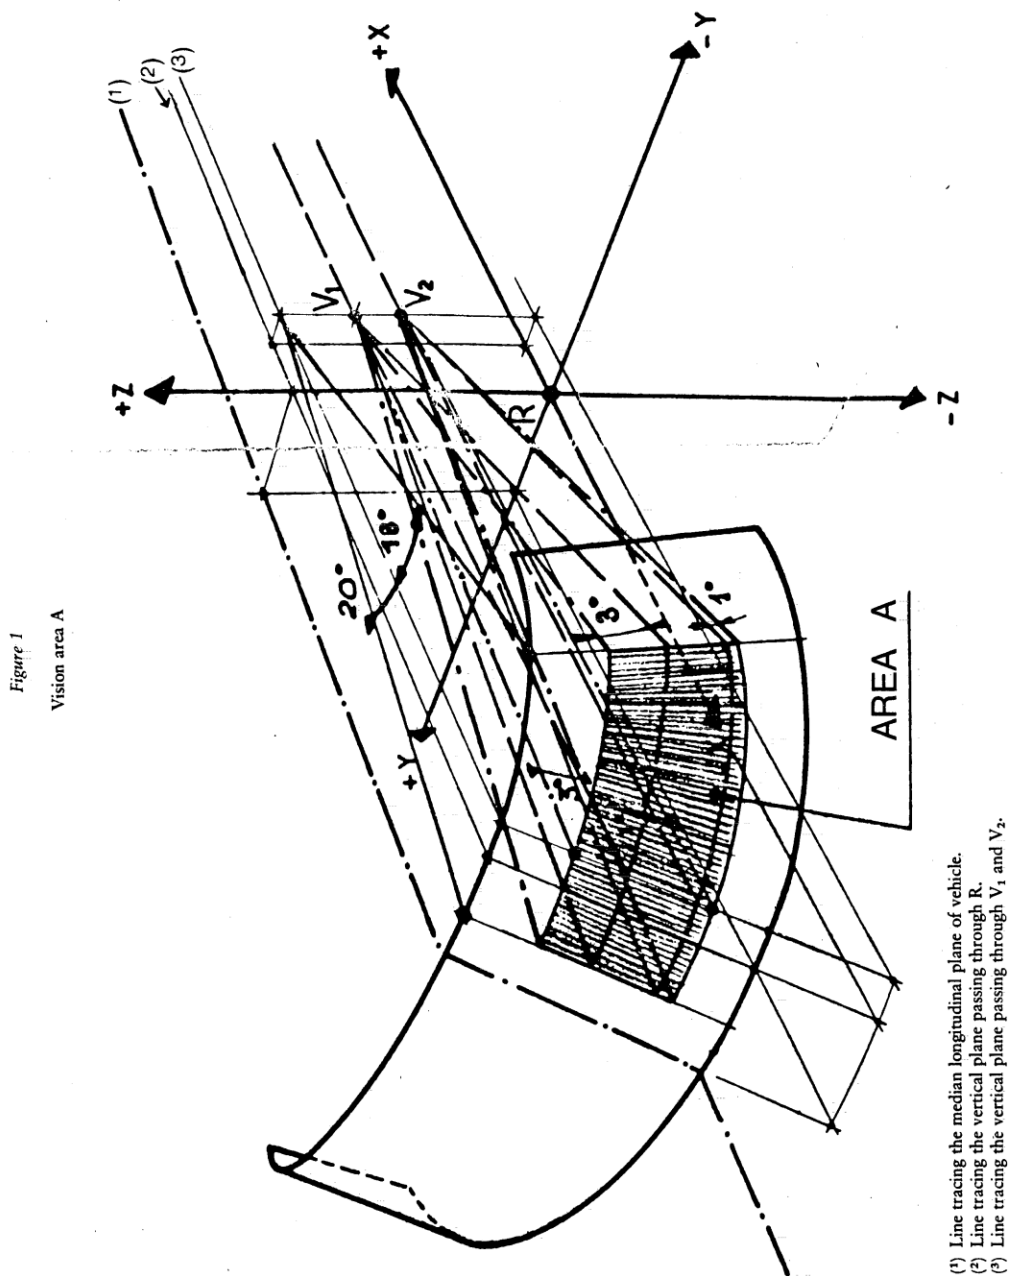 Figure 1
Vision area A
(1)
(2)
(3)
+X
-Y
+Z
V₁
V₂
R
-Z
20°
18°
+Y
3°
1°
3°
AREA A
(¹) Line tracing the median longitudinal plane of vehicle.
(²) Line tracing the vertical plane passing through R.
(³) Line tracing the vertical plane passing through V₁ and V₂.